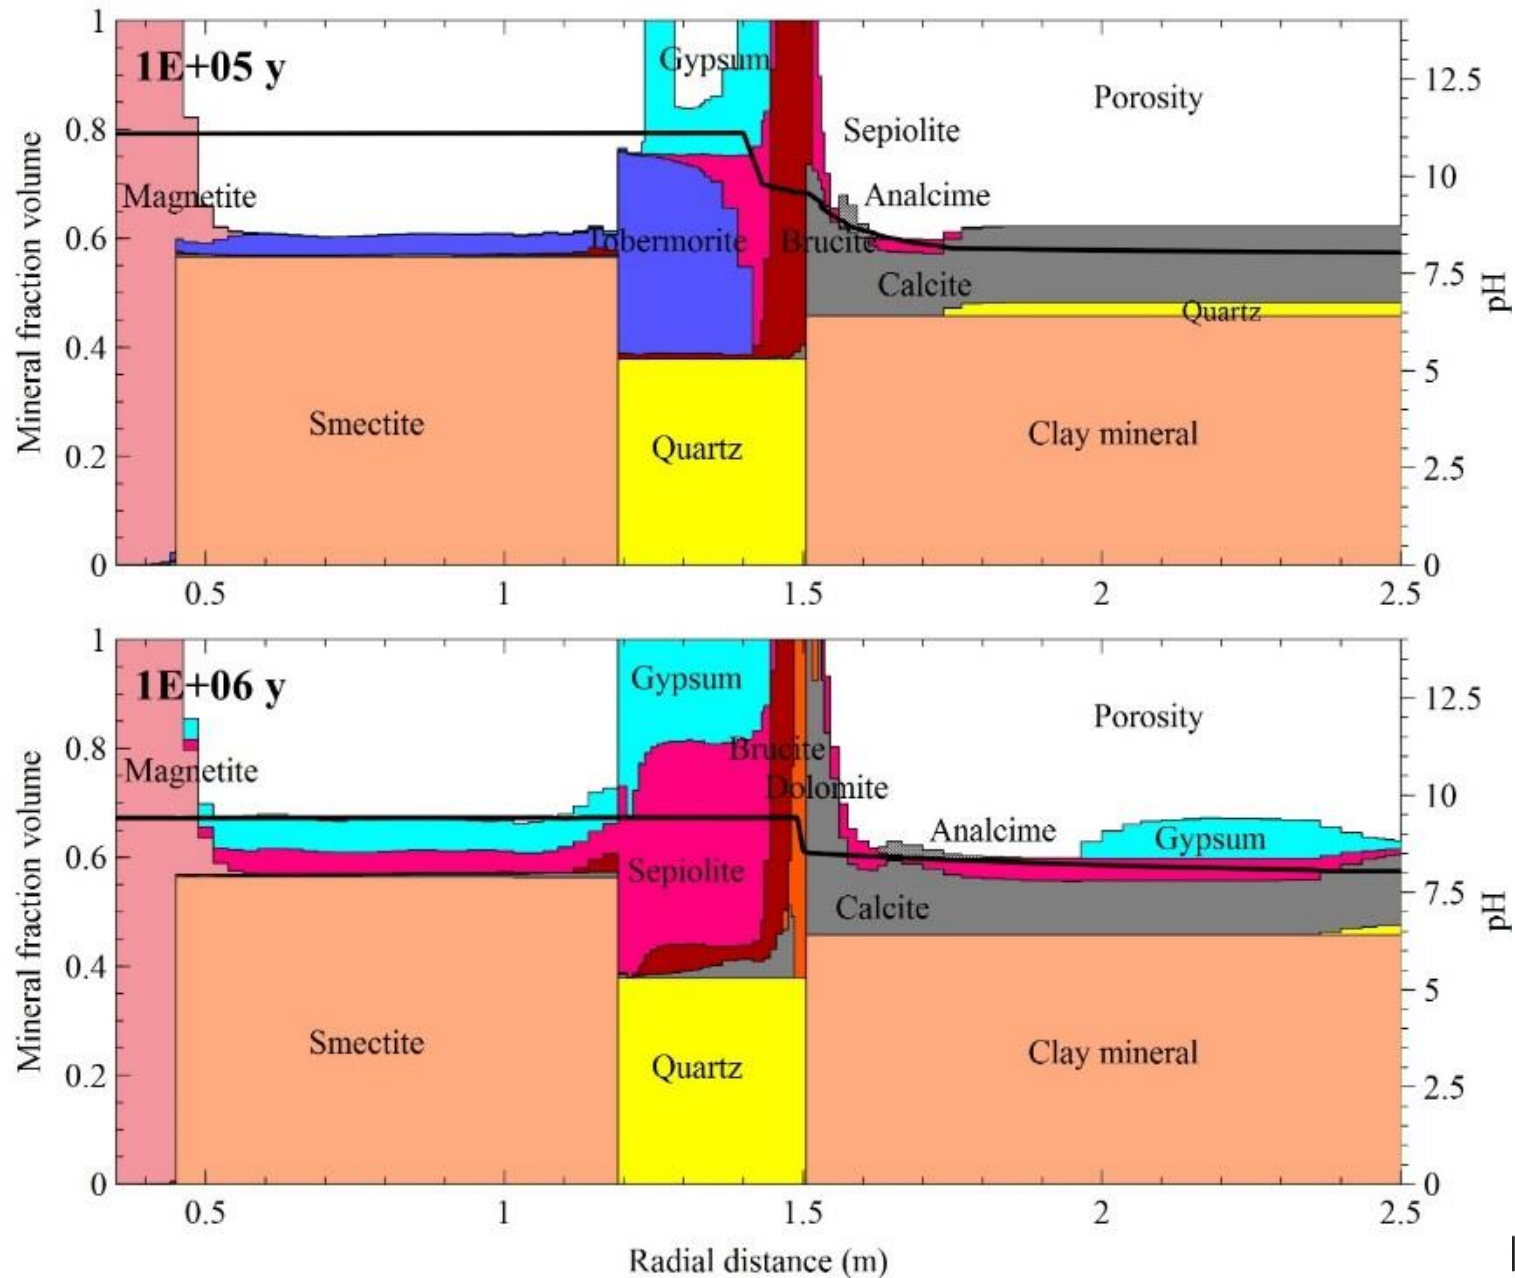 1
1E+05 y
Gypsum
12.5
Porosity
0.8
Sepiolite
10
Magnetite
Analcime
0.6
Tobermorite
Brucite
Calcite
7.5
Quartz
0.4
5
Smectite
Quartz
Clay mineral
0.2
2.5
0
0
0.5
1
1.5
2
2.5
Mineral fraction volume
pH
1
1E+06 y
Gypsum
12.5
Porosity
0.8
Brucite
Magnetite
Dolomite
10
Analcime
Gypsum
0.6
Sepiolite
Calcite
7.5
0.4
5
Smectite
Quartz
Clay mineral
0.2
2.5
0
0
0.5
1
1.5
2
2.5
Mineral fraction volume
pH
Radial distance (m)